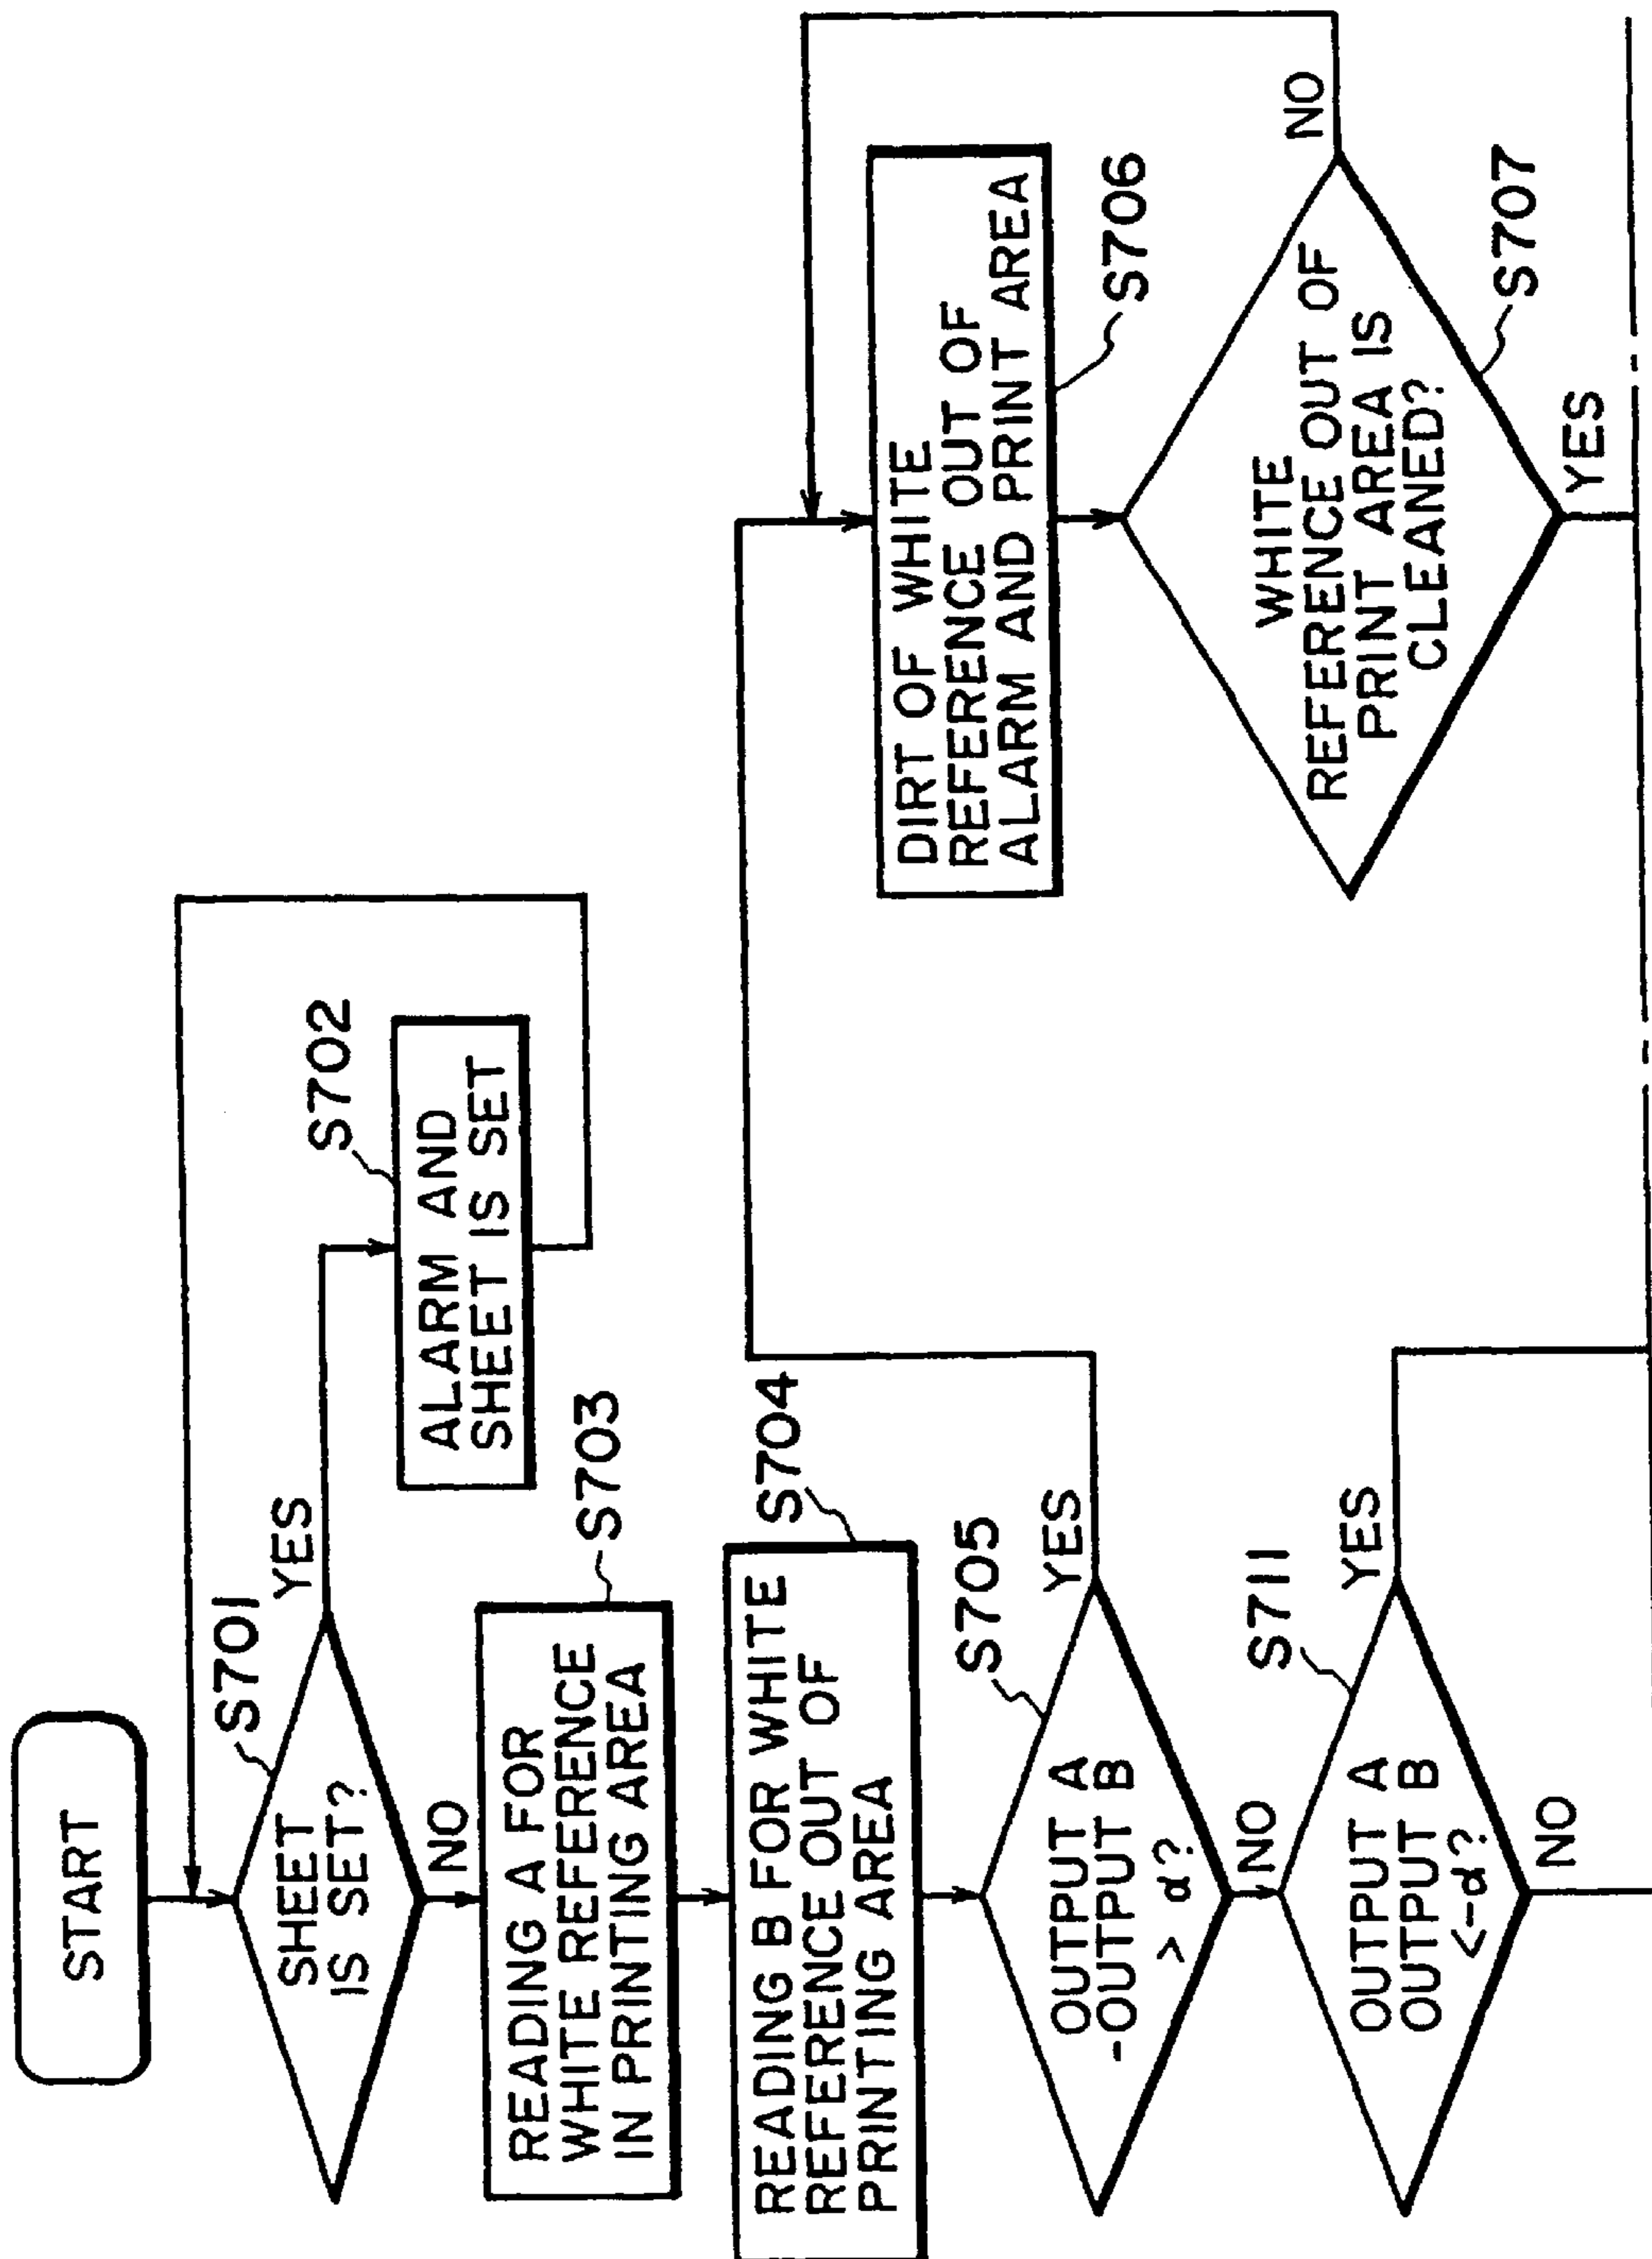 START
S701
SHEET
IS SET?
YES
NO
S702
ALARM AND
SHEET IS SET
S703
READING A FOR
WHITE REFERENCE
IN PRINTING AREA
S704
READING B FOR WHITE
REFERENCE OUT OF
PRINTING AREA
S705
OUTPUT A
-OUTPUT B
> α?
YES
NO
S711
OUTPUT A
OUTPUT B
<-α?
YES
NO
DIRT OF WHITE
REFERENCE OUT OF
ALARM AND PRINT AREA
S706
WHITE
REFERENCE OUT OF
PRINT AREA IS
CLEANED?
NO
S707
YES